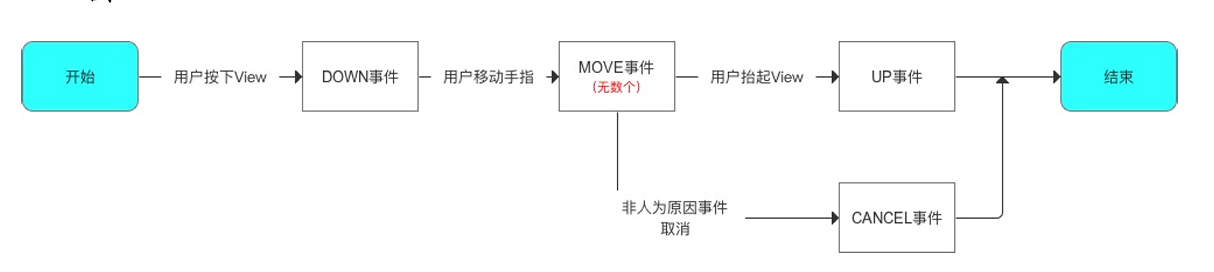 开始
用户按下View
DOWN事件
用户移动手指
MOVE事件
(无数个)
用户抬起View
UP事件
结束
非人为原因事件
取消
CANCEL事件